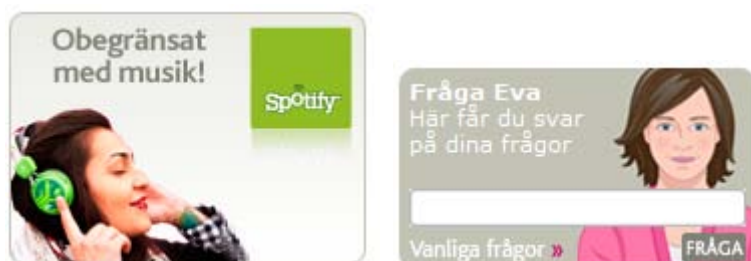 Obegränsat
med musik!
Spotify
Fråga Eva
Här får du svar
på dina frågor
Vanliga frågor »
FRÅGA